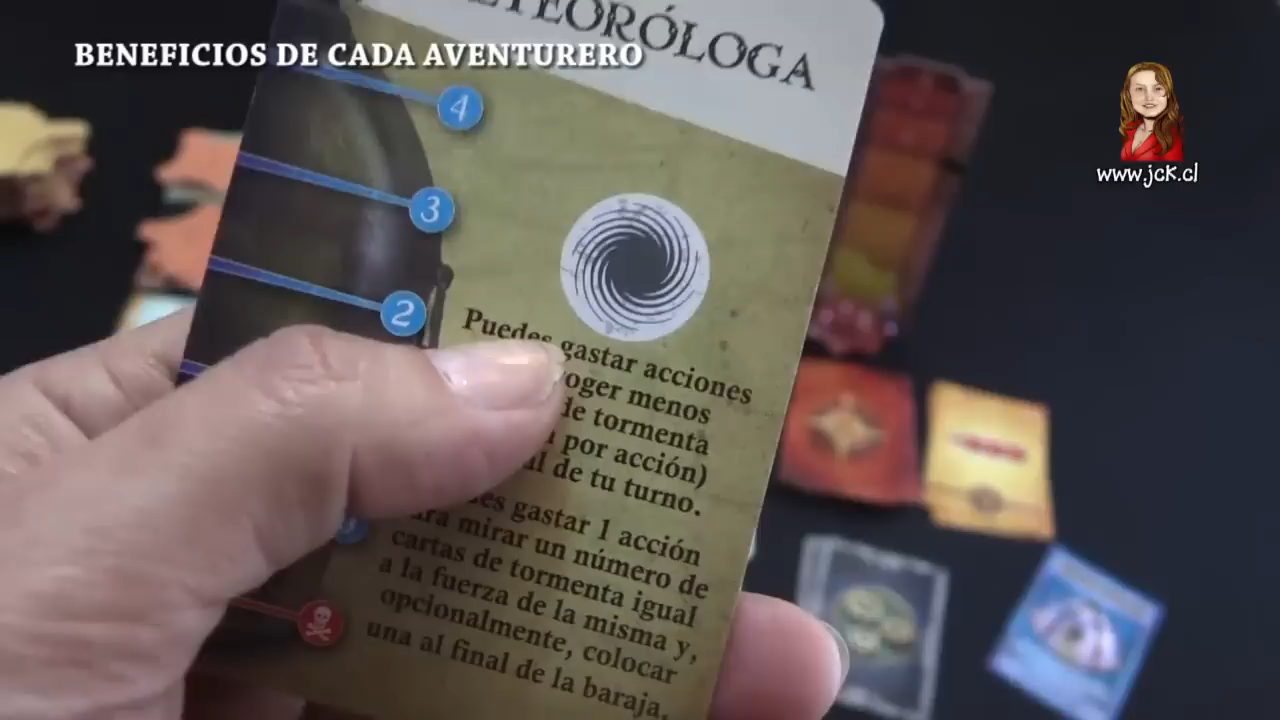 BENEFICIOS DE CADA AVENTURERO
www.jck.cl
TEORÓLOGA
4
3
2
Puedes gastar acciones
oger menos
de tormenta
por acción)
al de tu turno.
es gastar 1 acción
ara mirar un número de
cartas de tormenta igual
a la fuerza de la misma y,
opcionalmente, colocar
una al final de la baraja.